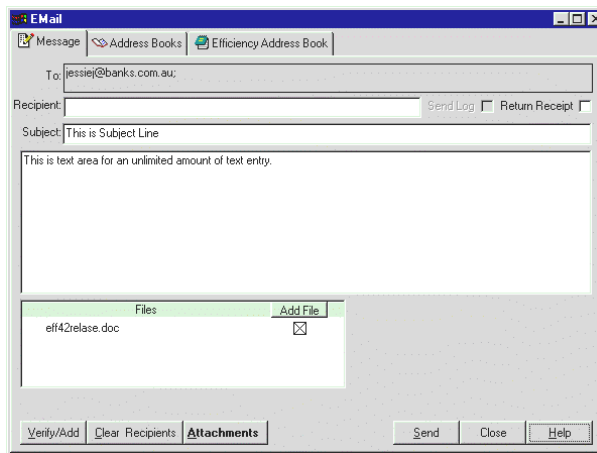 EMail
Message Address Books Efficiency Address Book
To: jessiej@banks.com.au;
Recipient: Send Log Return Receipt
Subject: This is Subject Line
This is text area for an unlimited amount of text entry.
Files Add File
eff42relase.doc
Verify/Add Clear Recipients Attachments Send Close Help